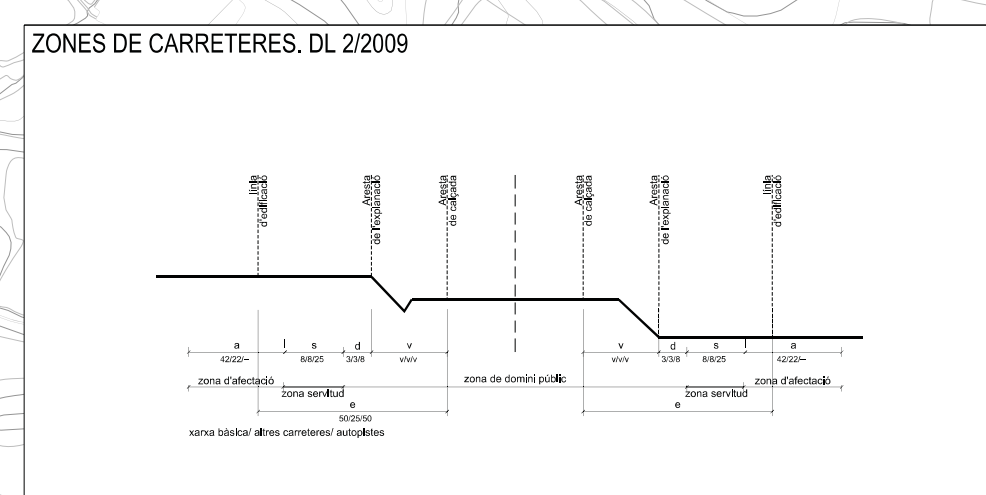 ZONES DE CARRETERES. DL 2/2009
línia
d'edificació
Aresta
de l'explanació
Aresta
de calçada
Aresta
de calçada
Aresta
de l'explanació
línia
d'edificació
a l s d v v d s l a
42/22/-- 8/8/25 3/3/8 v/v/v v/v/v 3/3/8 8/8/25 42/22/--
zona d'afectació zona de domini públic zona d'afectació
zona servitud zona servitud
e e
50/25/50
xarxa bàsica/ altres carreteres/ autopistes